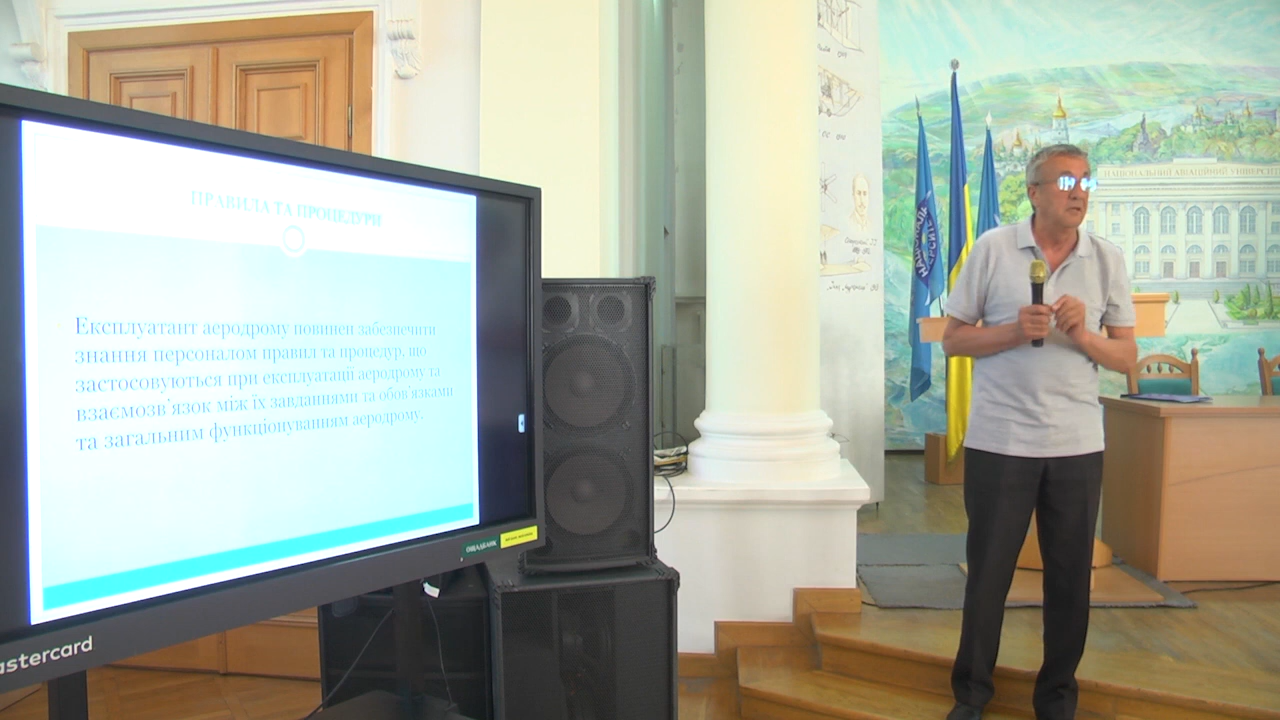 ПРАВИЛА ТА ПРОЦЕДУРИ
Експлуатант аеродрому повинен забезпечити
знання персоналом правил та процедур, що
застосовуються при експлуатації аеродрому та
взаємозв'язок між їх завданнями та обов'язками
та загальним функціонуванням аеродрому.
ОЩАДБАНК
astercard
НАЦІОНАЛЬНИЙ АВІАЦІЙНИЙ УНІВЕРСИТЕТ